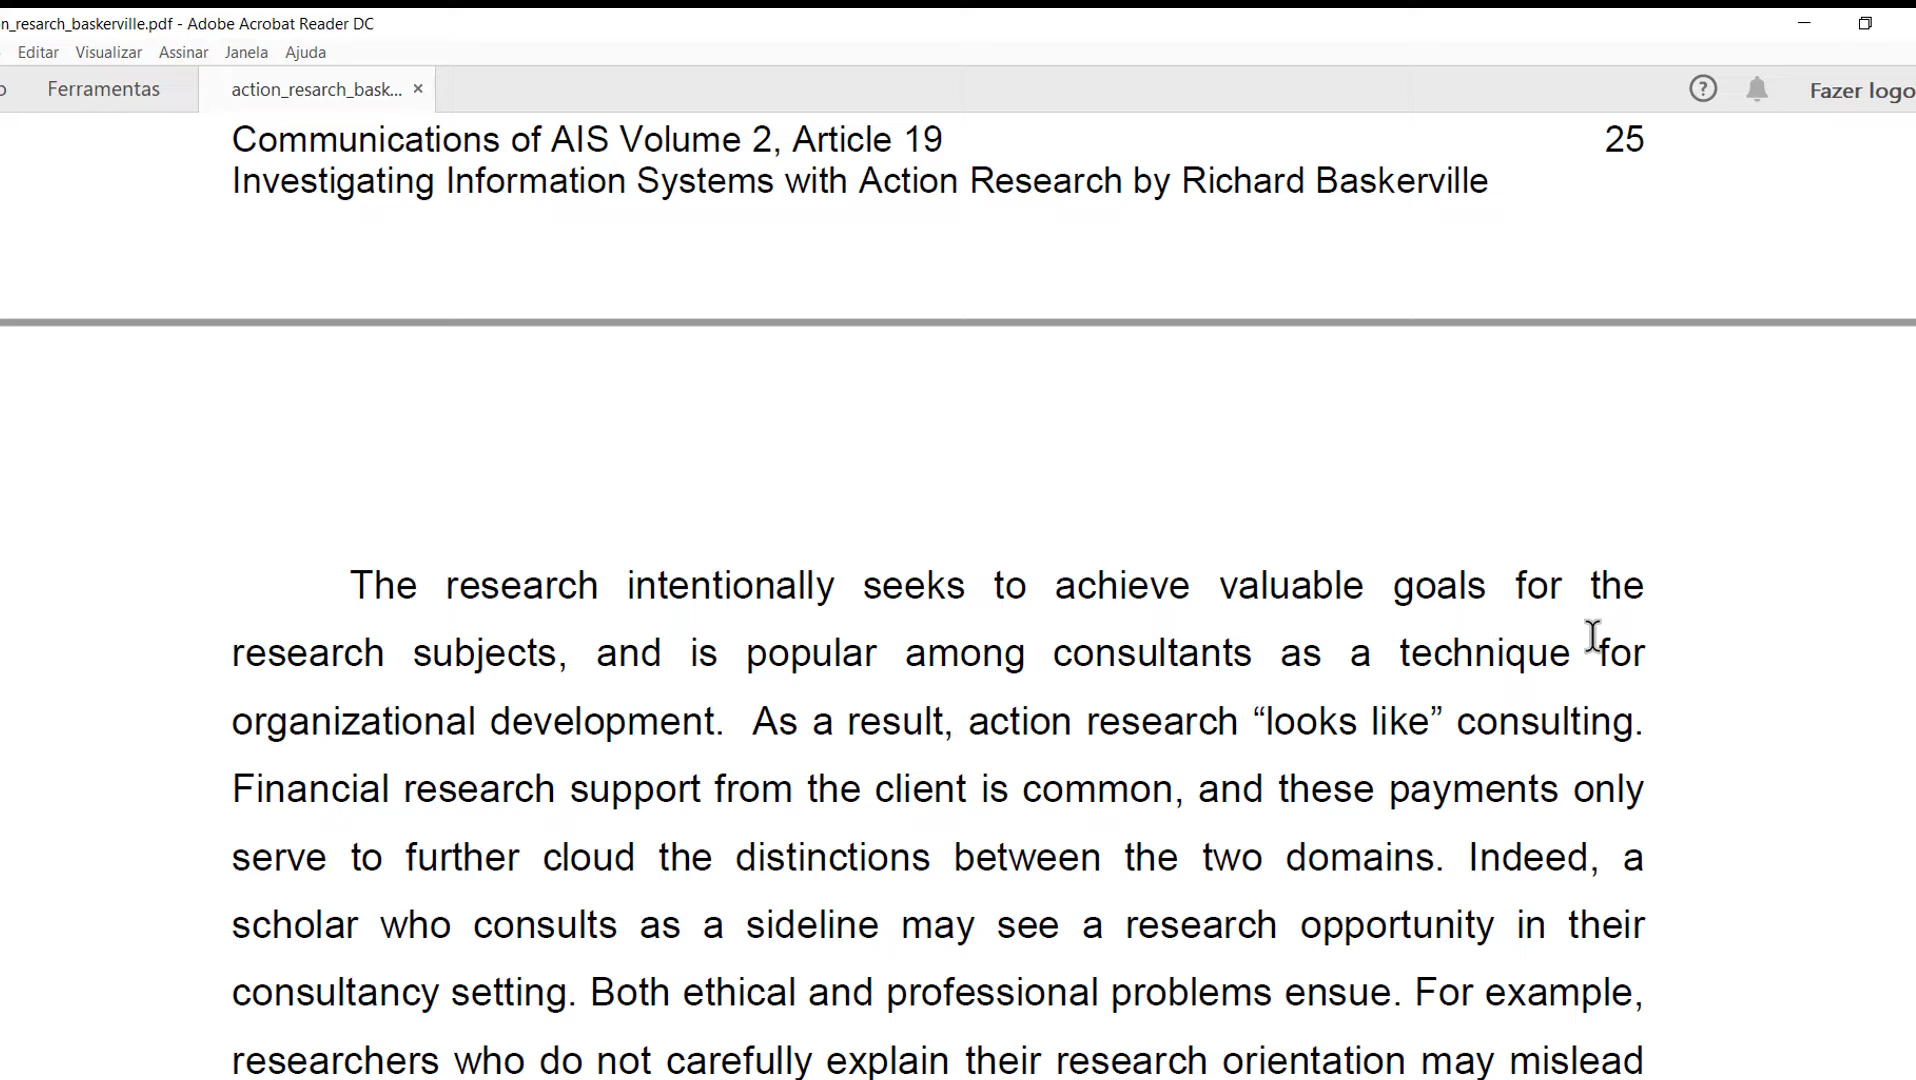 n_resarch_baskerville.pdf - Adobe Acrobat Reader DC
Editar Visualizar Assinar Janela Ajuda
Ferramentas action_resarch_bask... × ? Fazer logo
Communications of AIS Volume 2, Article 19 25
Investigating Information Systems with Action Research by Richard Baskerville
The research intentionally seeks to achieve valuable goals for the
research subjects, and is popular among consultants as a technique for
organizational development. As a result, action research “looks like” consulting.
Financial research support from the client is common, and these payments only
serve to further cloud the distinctions between the two domains. Indeed, a
scholar who consults as a sideline may see a research opportunity in their
consultancy setting. Both ethical and professional problems ensue. For example,
researchers who do not carefully explain their research orientation may mislead